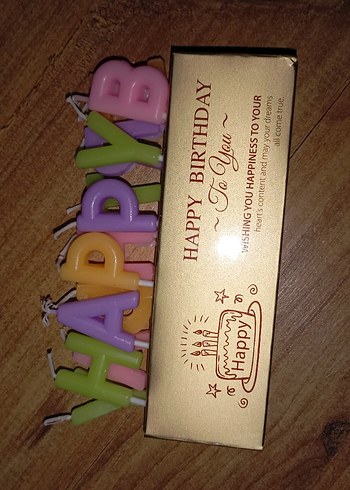 HAPPY B
HAPPY BIRTHDAY
~ To You ~
WISHING YOU HAPPINESS TO YOUR
heart's content and may your dreams
all come true.
Happy